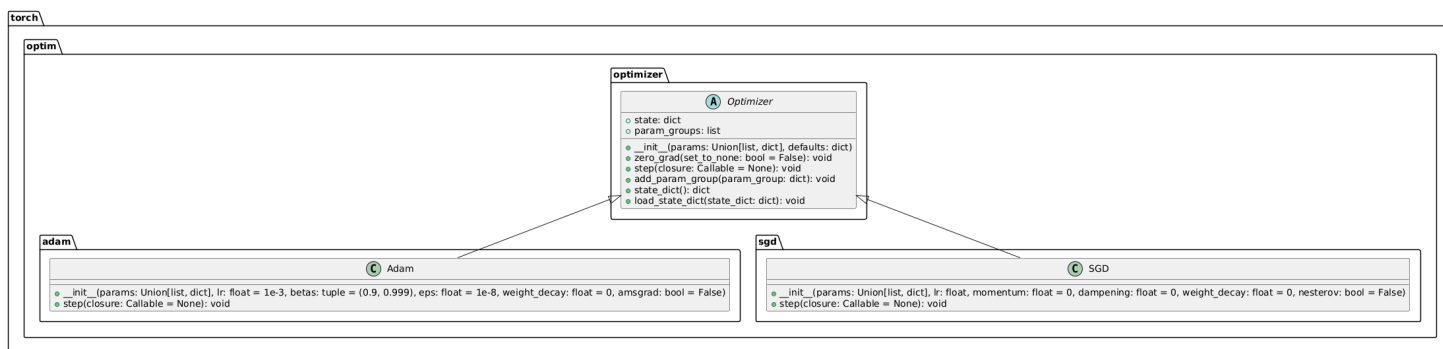 torch
optim
optimizer
A Optimizer
state: dict
param_groups: list
__init__(params: Union[list, dict], defaults: dict)
zero_grad(set_to_none: bool = False): void
step(closure: Callable = None): void
add_param_group(param_group: dict): void
state_dict(): dict
load_state_dict(state_dict: dict): void
adam
C Adam
__init__(params: Union[list, dict], lr: float = 1e-3, betas: tuple = (0.9, 0.999), eps: float = 1e-8, weight_decay: float = 0, amsgrad: bool = False)
step(closure: Callable = None): void
sgd
C SGD
__init__(params: Union[list, dict], lr: float, momentum: float = 0, dampening: float = 0, weight_decay: float = 0, nesterov: bool = False)
step(closure: Callable = None): void